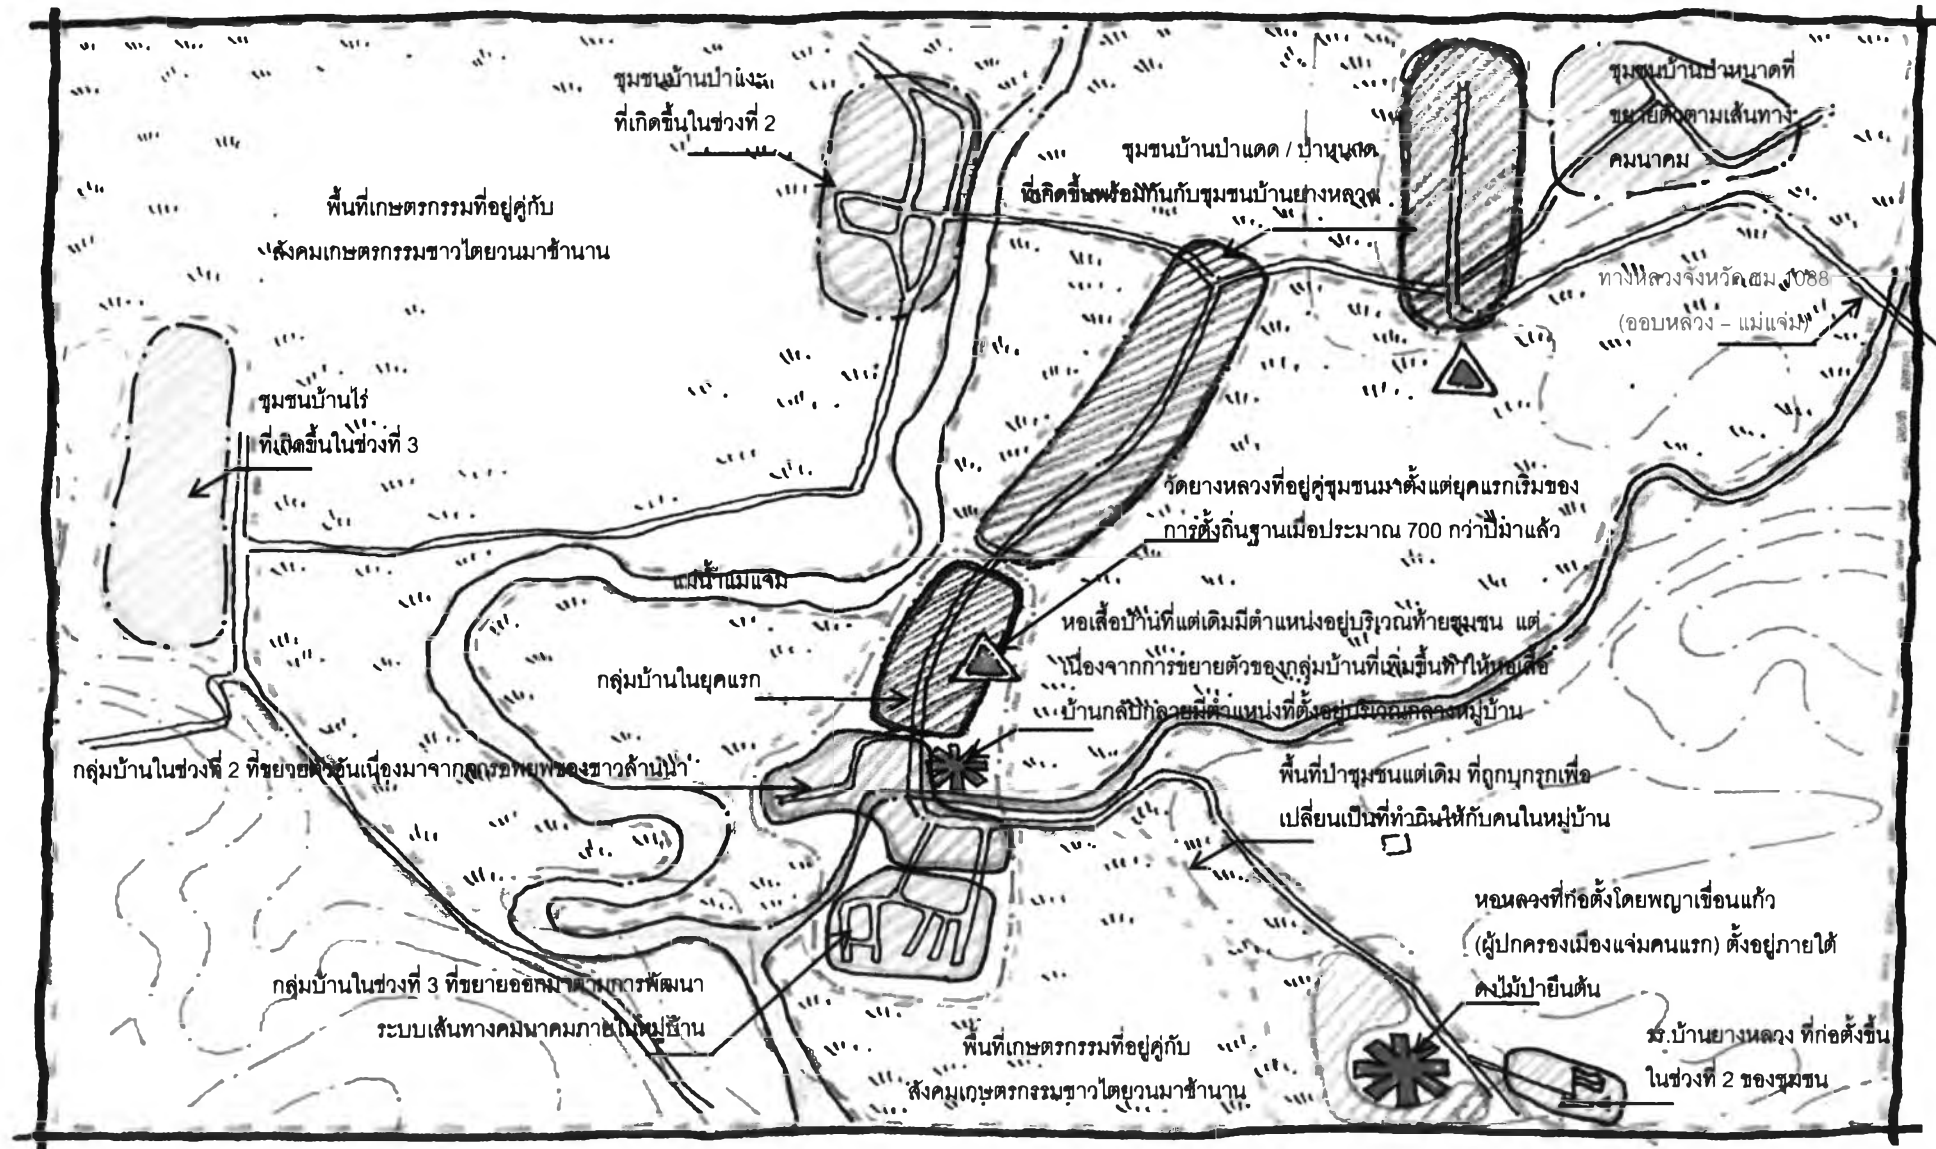 ชุมชนบ้านป่าแงะ
ที่เกิดขึ้นในช่วงที่ 2
ชุมชนบ้านป่าหนาดที่
ขยายตัวตามเส้นทาง
คมนาคม
ชุมชนบ้านป่าแดด / ป่าหนาด
ที่เกิดขึ้นพร้อมกันกับชุมชนบ้านยางหลวง
พื้นที่เกษตรกรรมที่อยู่คู่กับ
สังคมเกษตรกรรมชาวไตยวนมาช้านาน
ทางหลวงจังหวัด ชม. 1088
(ออบหลวง – แม่แจ่ม)
ชุมชนบ้านไร่
ที่เกิดขึ้นในช่วงที่ 3
วัดยางหลวงที่อยู่คู่ชุมชนมาตั้งแต่ยุคแรกเริ่มของ
การตั้งถิ่นฐานเมื่อประมาณ 700 กว่าปีมาแล้ว
แม่น้ำแม่แจ่ม
หอเสื้อบ้านที่แต่เดิมมีตำแหน่งอยู่บริเวณท้ายชุมชน แต่
เนื่องจากการขยายตัวของกลุ่มบ้านที่เพิ่มขึ้นทำให้หอเสื้อ
บ้านกลับกลายมีตำแหน่งที่ตั้งอยู่บริเวณกลางหมู่บ้าน
กลุ่มบ้านในยุคแรก
กลุ่มบ้านในช่วงที่ 2 ที่ขยายตัวอันเนื่องมาจากการอพยพของชาวล้านนา
พื้นที่ป่าชุมชนแต่เดิม ที่ถูกบุกรุกเพื่อ
เปลี่ยนเป็นที่ทำกินให้กับคนในหมู่บ้าน
หอหลวงที่ก่อตั้งโดยพญาเขื่อนแก้ว
(ผู้ปกครองเมืองแจ่มคนแรก) ตั้งอยู่ภายใต้
ดงไม้ป่ายืนต้น
กลุ่มบ้านในช่วงที่ 3 ที่ขยายออกมาตามการพัฒนา
ระบบเส้นทางคมนาคมภายในหมู่บ้าน
รร.บ้านยางหลวง ที่ก่อตั้งขึ้น
ในช่วงที่ 2 ของชุมชน
พื้นที่เกษตรกรรมที่อยู่คู่กับ
สังคมเกษตรกรรมชาวไตยวนมาช้านาน